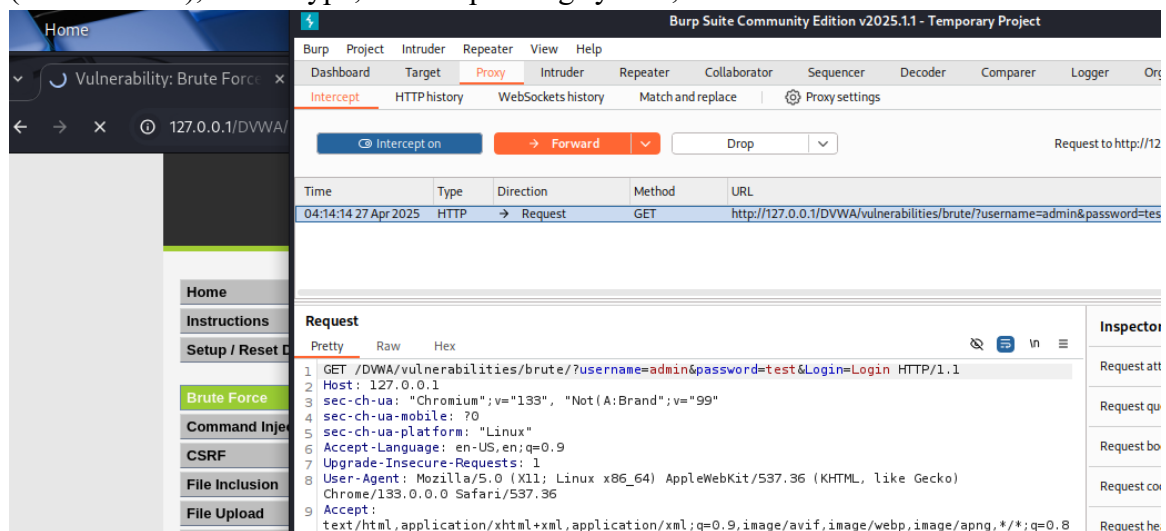 Home
Burp Suite Community Edition v2025.1.1 - Temporary Project
Burp Project Intruder Repeater View Help
Vulnerability: Brute Force
Dashboard Target Proxy Intruder Repeater Collaborator Sequencer Decoder Comparer Logger Org
Intercept HTTP history WebSockets history Match and replace Proxy settings
127.0.0.1/DVWA/
Intercept on Forward Drop Request to http://12
Time Type Direction Method URL
04:14:14 27 Apr 2025 HTTP → Request GET http://127.0.0.1/DVWA/vulnerabilities/brute/?username=admin&password=tes
Home
Instructions
Setup / Reset D
Brute Force
Command Injec
CSRF
File Inclusion
File Upload
Request
Pretty Raw Hex
\n
1 GET /DVWA/vulnerabilities/brute/?username=admin&password=test&Login=Login HTTP/1.1
2 Host: 127.0.0.1
3 sec-ch-ua: "Chromium";v="133", "Not(A:Brand";v="99"
4 sec-ch-ua-mobile: ?0
5 sec-ch-ua-platform: "Linux"
6 Accept-Language: en-US,en;q=0.9
7 Upgrade-Insecure-Requests: 1
8 User-Agent: Mozilla/5.0 (X11; Linux x86_64) AppleWebKit/537.36 (KHTML, like Gecko)
Chrome/133.0.0.0 Safari/537.36
9 Accept:
text/html,application/xhtml+xml,application/xml;q=0.9,image/avif,image/webp,image/apng,*/*;q=0.8
Inspector
Request att
Request que
Request bo
Request coo
Request hea